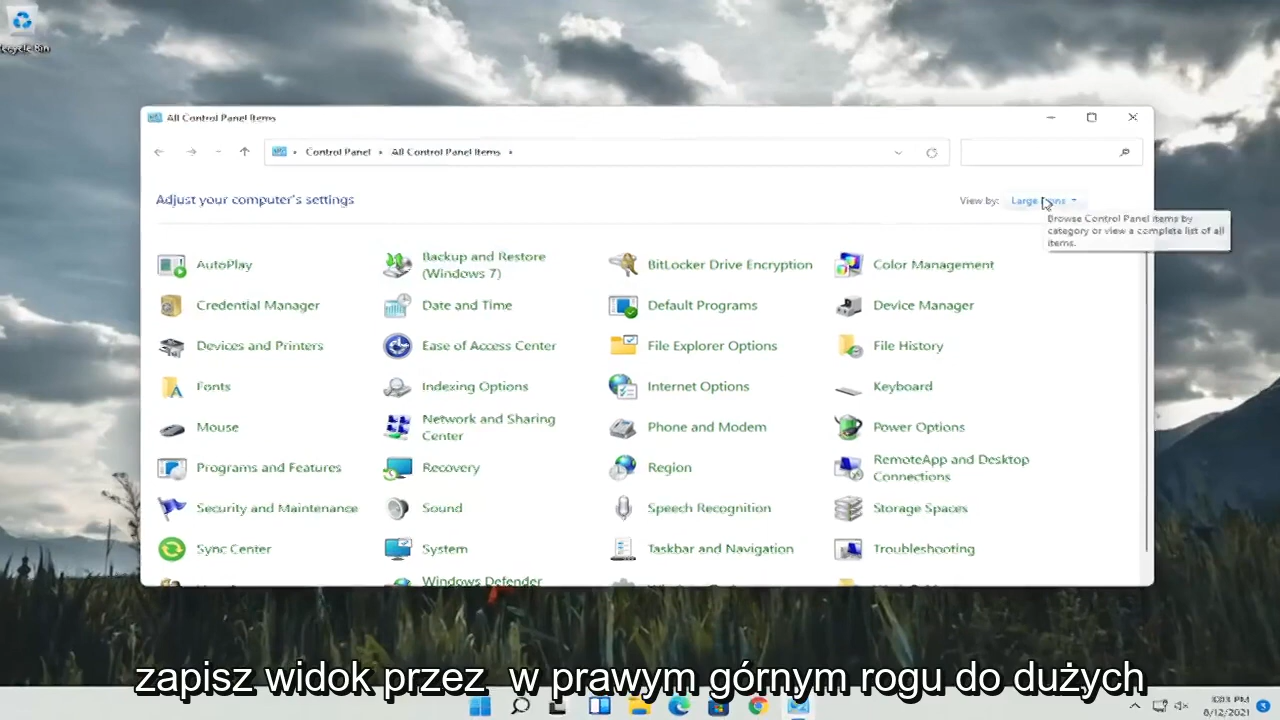 All Control Panel Items
Control Panel
All Control Panel Items
Adjust your computer's settings
View by:
Large Icons
Browse Control Panel items by
category or view a complete list of all
items.
AutoPlay
Backup and Restore
(Windows 7)
BitLocker Drive Encryption
Color Management
Credential Manager
Date and Time
Default Programs
Device Manager
Devices and Printers
Ease of Access Center
File Explorer Options
File History
Fonts
Indexing Options
Internet Options
Keyboard
Mouse
Network and Sharing
Center
Phone and Modem
Power Options
Programs and Features
Recovery
Region
RemoteApp and Desktop
Connections
Security and Maintenance
Sound
Speech Recognition
Storage Spaces
Sync Center
System
Taskbar and Navigation
Troubleshooting
Windows Defender
zapisz widok przez w prawym górnym rogu do dużych
8/12/2021